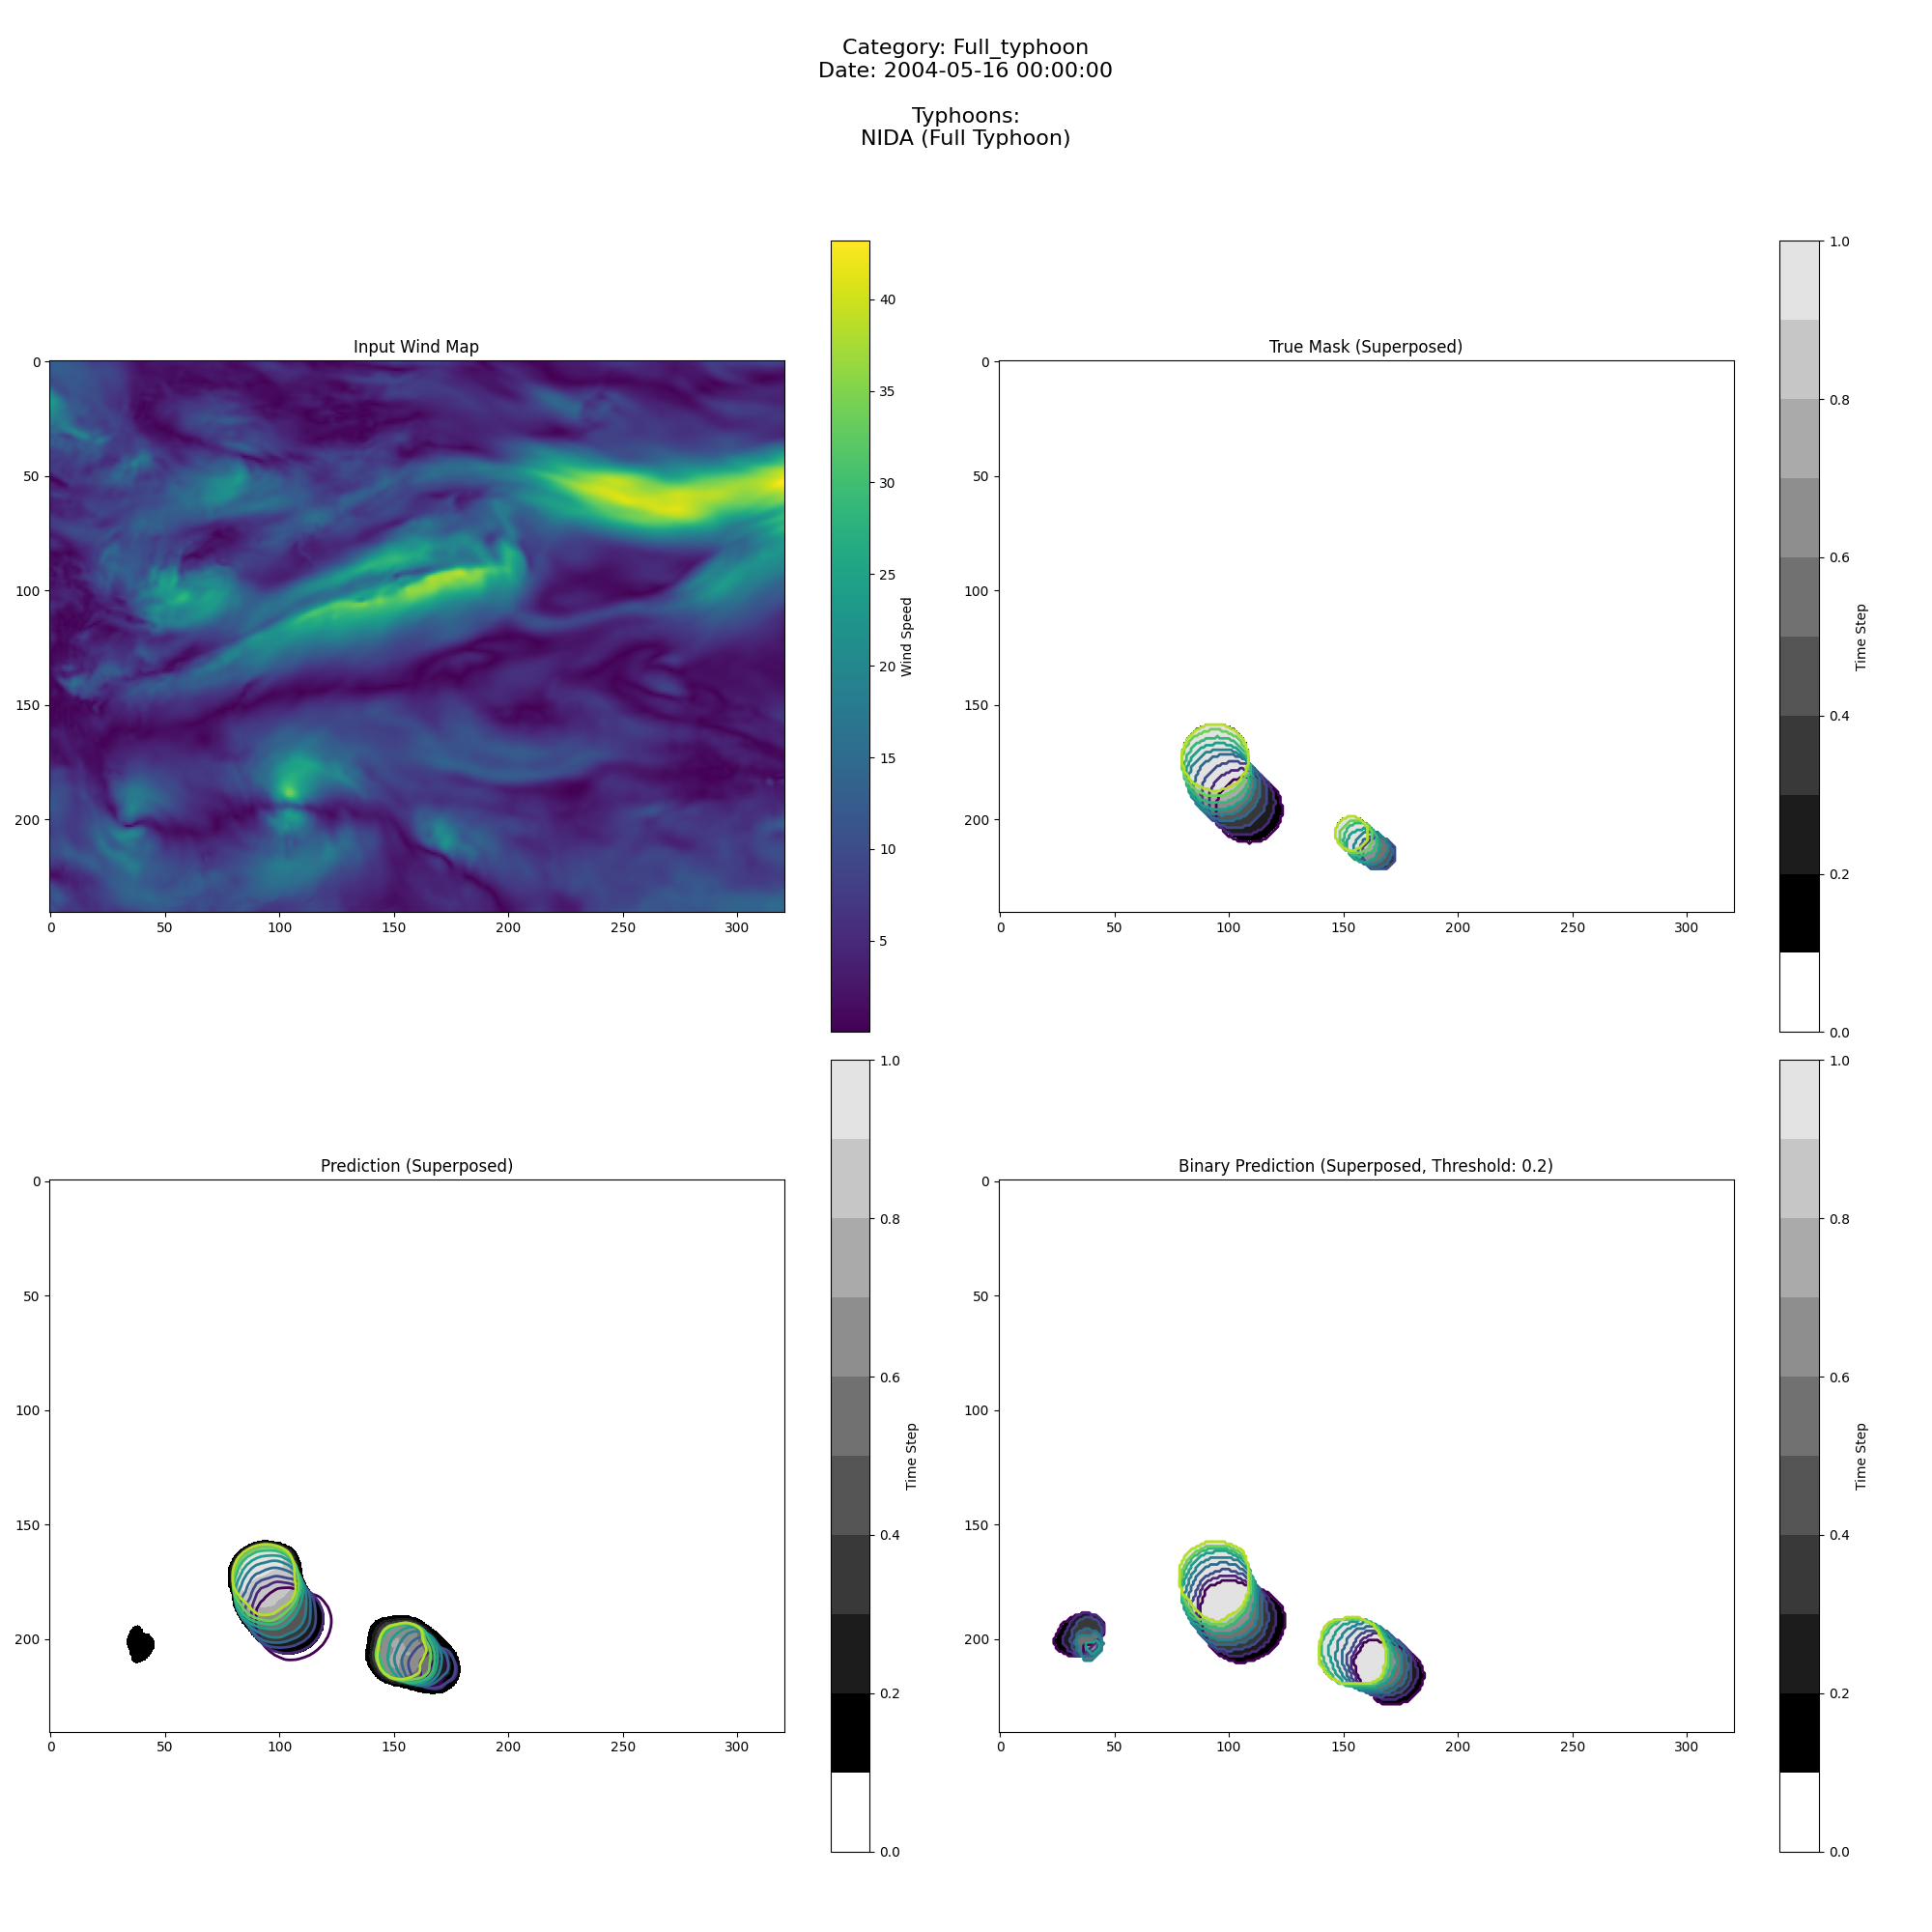 Category: Full_typhoon
Date: 2004-05-16 00:00:00
Typhoons:
NIDA (Full Typhoon)
Input Wind Map
0
50
100
150
200
0 50 100 150 200 250 300
40
35
30
25
20
15
10
5
Wind Speed
True Mask (Superposed)
0
50
100
150
200
0 50 100 150 200 250 300
1.0
0.8
0.6
0.4
0.2
0.0
Time Step
Prediction (Superposed)
0
50
100
150
200
0 50 100 150 200 250 300
1.0
0.8
0.6
0.4
0.2
0.0
Time Step
Binary Prediction (Superposed, Threshold: 0.2)
0
50
100
150
200
0 50 100 150 200 250 300
1.0
0.8
0.6
0.4
0.2
0.0
Time Step